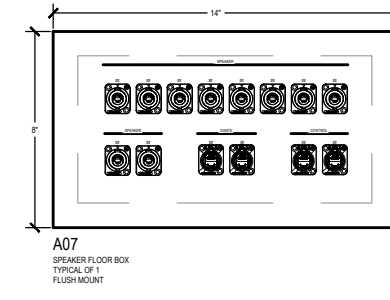 14"
8"
SPEAKER
## ## ## ## ## ## ## ##
SPEAKER DANTE CONTROL
## ## ## ## ## ##
A07
SPEAKER FLOOR BOX
TYPICAL OF 1
FLUSH MOUNT